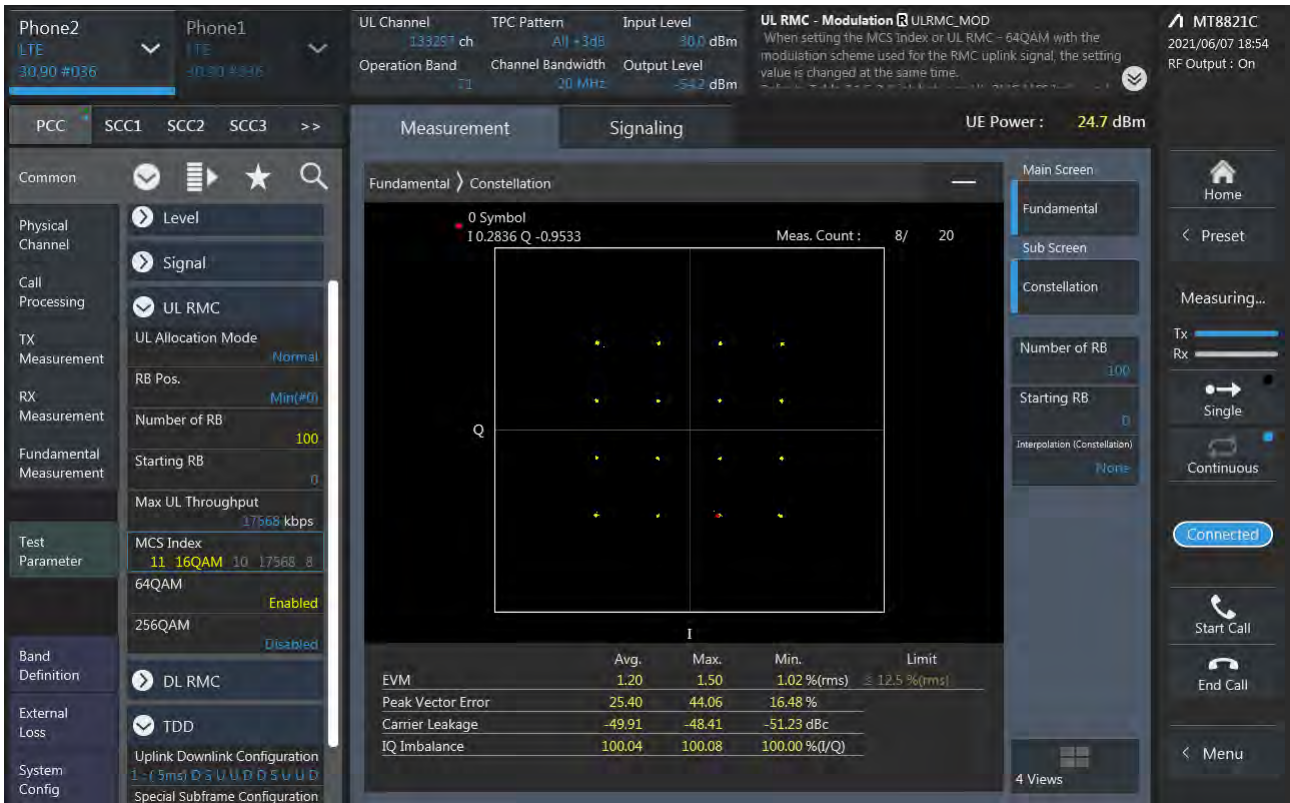 Phone2
LTE
30.90 #036
Phone1
LTE
30.90 #036
UL Channel
133297 ch
Operation Band
71
TPC Pattern
All +3dB
Channel Bandwidth
20 MHz
Input Level
30.0 dBm
Output Level
-54.2 dBm
UL RMC - Modulation R ULRMC_MOD
When setting the MCS Index or UL RMC - 64QAM with the
modulation scheme used for the RMC uplink signal, the setting
value is changed at the same time.
MT8821C
2021/06/07 18:54
RF Output : On
PCC SCC1 SCC2 SCC3 >>
Measurement
Signaling
UE Power : 24.7 dBm
Common
Physical
Channel
Call
Processing
TX
Measurement
RX
Measurement
Fundamental
Measurement
Test
Parameter
Band
Definition
External
Loss
System
Config
Level
Signal
UL RMC
UL Allocation Mode
Normal
RB Pos.
Min(#0)
Number of RB
100
Starting RB
0
Max UL Throughput
17568 kbps
MCS Index
11 16QAM 10 17568 8
64QAM
Enabled
256QAM
Disabled
DL RMC
TDD
Uplink Downlink Configuration
1 : ( 5ms) D S U U D D S U U D
Special Subframe Configuration
Fundamental 〉 Constellation
0 Symbol
I 0.2836 Q -0.9533
Meas. Count : 8/ 20
Q
I
Avg. Max. Min. Limit
EVM 1.20 1.50 1.02 %(rms) ≤ 12.5 %(rms)
Peak Vector Error 25.40 44.06 16.48 %
Carrier Leakage -49.91 -48.41 -51.23 dBc
IQ Imbalance 100.04 100.08 100.00 %(I/Q)
Main Screen
Fundamental
Sub Screen
Constellation
Number of RB
100
Starting RB
0
Interpolation (Constellation)
None
4 Views
Home
< Preset
Measuring...
Tx
Rx
Single
Continuous
Connected
Start Call
End Call
< Menu